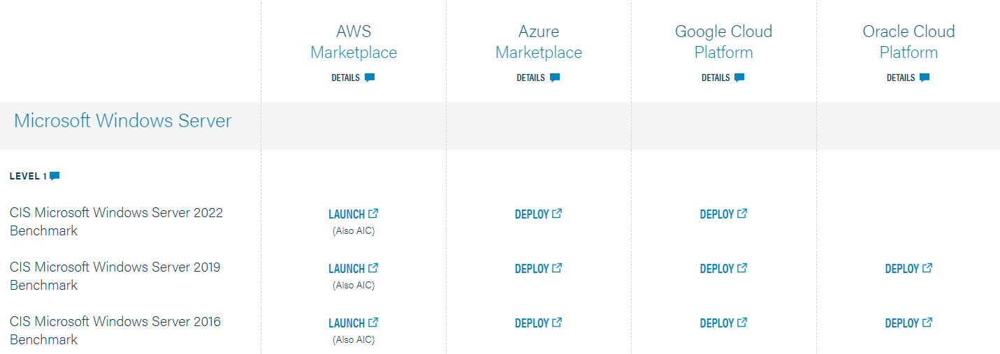 AWS
Marketplace
DETAILS
Azure
Marketplace
DETAILS
Google Cloud
Platform
DETAILS
Oracle Cloud
Platform
DETAILS
Microsoft Windows Server
LEVEL 1
CIS Microsoft Windows Server 2022
Benchmark
LAUNCH
(Also AIC)
DEPLOY
DEPLOY
CIS Microsoft Windows Server 2019
Benchmark
LAUNCH
(Also AIC)
DEPLOY
DEPLOY
DEPLOY
CIS Microsoft Windows Server 2016
Benchmark
LAUNCH
(Also AIC)
DEPLOY
DEPLOY
DEPLOY